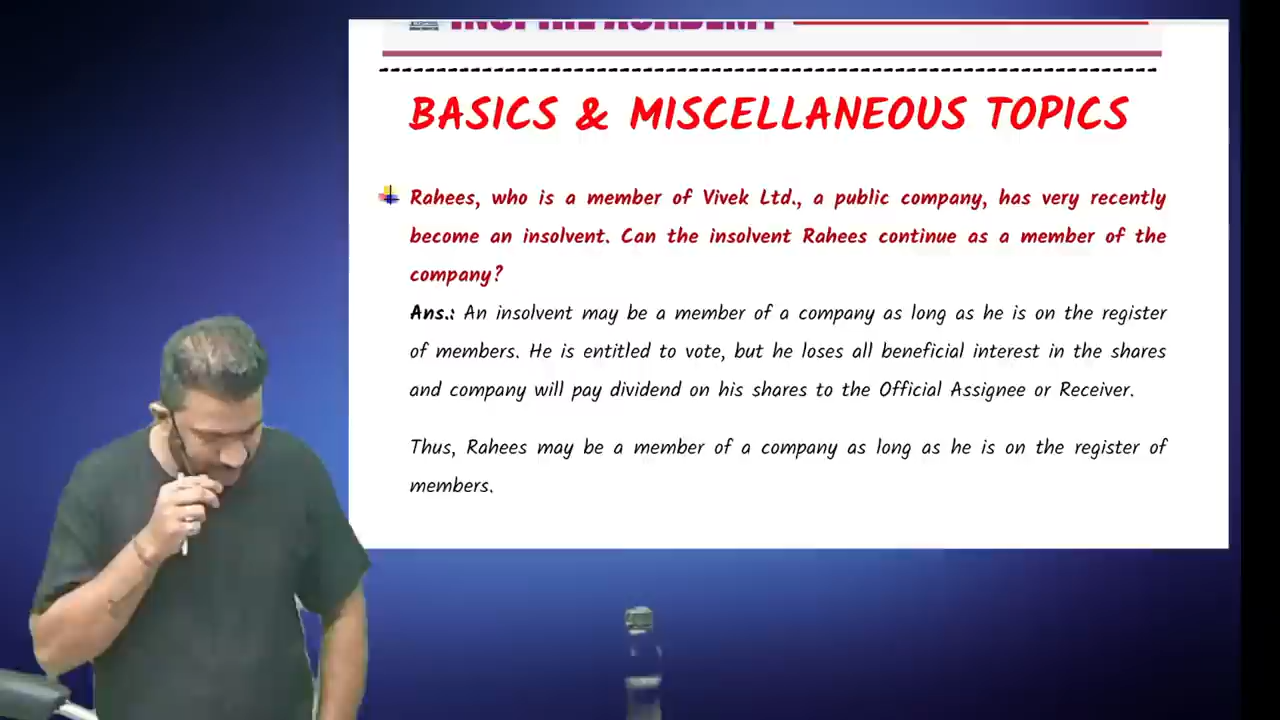 BASICS & MISCELLANEOUS TOPICS
Rahees, who is a member of Vivek Ltd., a public company, has very recently
become an insolvent. Can the insolvent Rahees continue as a member of the
company?
Ans.: An insolvent may be a member of a company as long as he is on the register
of members. He is entitled to vote, but he loses all beneficial interest in the shares
and company will pay dividend on his shares to the Official Assignee or Receiver.
Thus, Rahees may be a member of a company as long as he is on the register of
members.